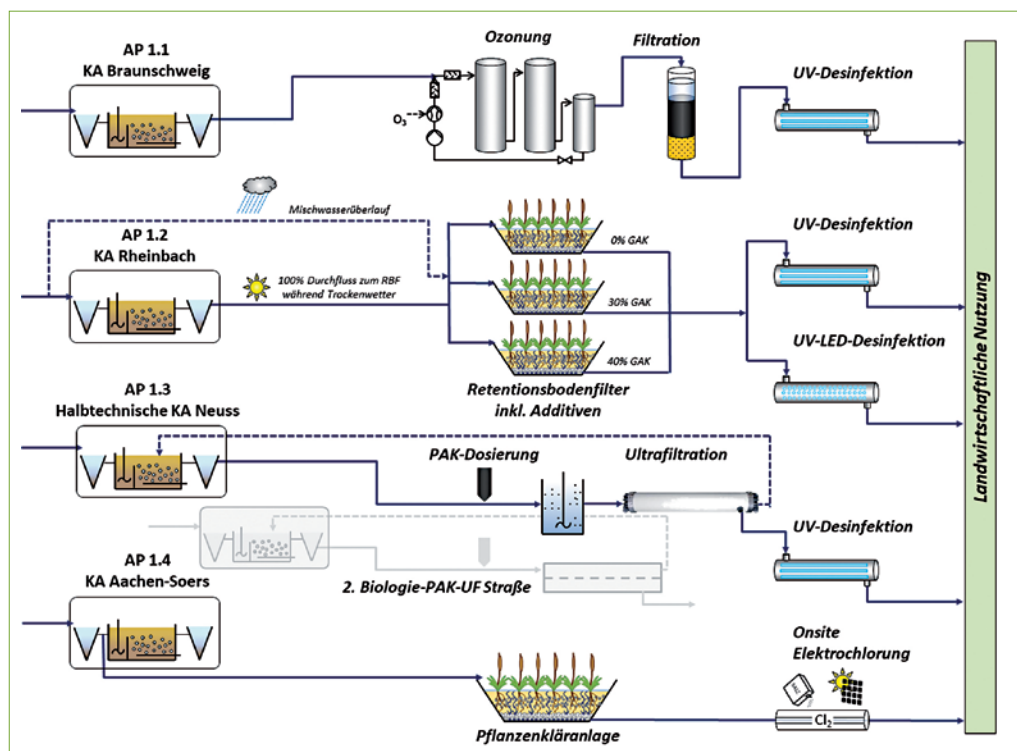 AP 1.1
KA Braunschweig
Ozonung
O₃
Filtration
UV-Desinfektion
Mischwasserüberlauf
AP 1.2
KA Rheinbach
100% Durchfluss zum RBF
während Trockenwetter
0% GAK
30% GAK
40% GAK
Retentionsbodenfilter
inkl. Additiven
UV-Desinfektion
UV-LED-Desinfektion
AP 1.3
Halbtechnische KA Neuss
PAK-Dosierung
Ultrafiltration
UV-Desinfektion
2. Biologie-PAK-UF Straße
AP 1.4
KA Aachen-Soers
Pflanzenkläranlage
Onsite
Elektrochlorung
Cl₂
Landwirtschaftliche Nutzung